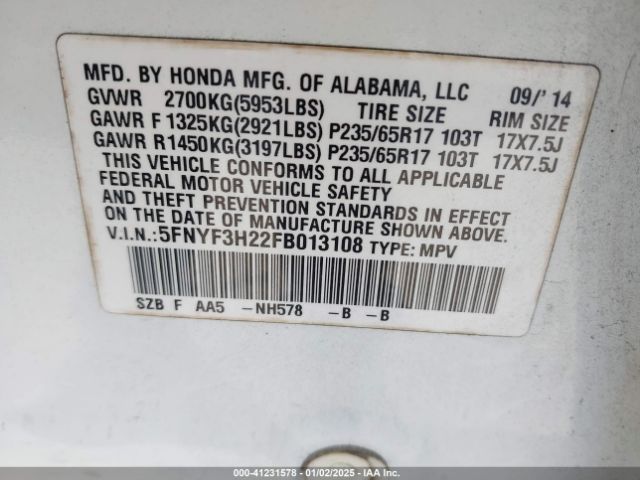 MFD. BY HONDA MFG. OF ALABAMA, LLC 09/' 14
GVWR 2700KG(5953LBS) TIRE SIZE RIM SIZE
GAWR F 1325KG(2921LBS) P235/65R17 103T 17X7.5J
GAWR R1450KG(3197LBS) P235/65R17 103T 17X7.5J
THIS VEHICLE CONFORMS TO ALL APPLICABLE
FEDERAL MOTOR VEHICLE SAFETY
AND THEFT PREVENTION STANDARDS IN EFFECT
ON THE DATE OF MANUFACTURE SHOWN ABOVE.
V.I.N.:5FNYF3H22FB013108 TYPE: MPV
SZB F AA5 -NH578 -B -B
000-41231578 - 01/02/2025 - IAA Inc.